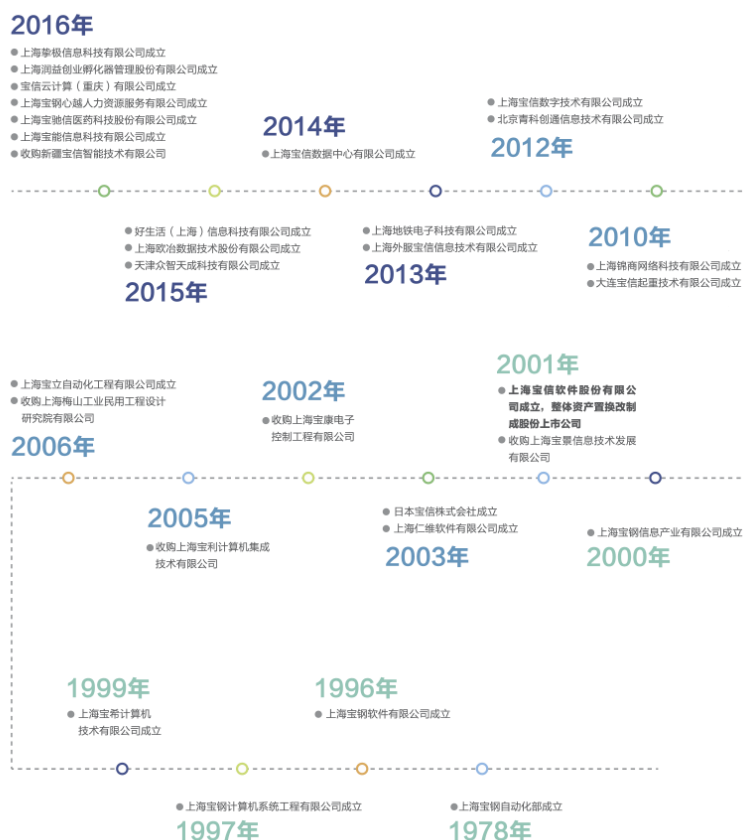 2016年
上海挚极信息科技有限公司成立
上海润益创业孵化器管理股份有限公司成立
宝信云计算（重庆）有限公司成立
上海宝钢心越人力资源服务有限公司成立
上海宝驰信医药科技股份有限公司成立
上海宝能信息科技有限公司成立
收购新疆宝信智能技术有限公司
2014年
上海宝信数据中心有限公司成立
上海宝信数字技术有限公司成立
北京青科创通信息技术有限公司成立
2012年
好生活（上海）信息科技有限公司成立
上海欧冶数据技术股份有限公司成立
天津众智天成科技有限公司成立
2015年
上海地铁电子科技有限公司成立
上海外服宝信信息技术有限公司成立
2013年
2010年
上海锦商网络科技有限公司成立
大连宝信起重技术有限公司成立
上海宝立自动化工程有限公司成立
收购上海梅山工业民用工程设计
研究院有限公司
2006年
2002年
收购上海宝康电子
控制工程有限公司
2001年
上海宝信软件股份有限公
司成立，整体资产置换改制
成股份上市公司
收购上海宝景信息技术发展
有限公司
2005年
收购上海宝利计算机集成
技术有限公司
日本宝信株式会社成立
上海仁维软件有限公司成立
2003年
上海宝钢信息产业有限公司成立
2000年
1999年
上海宝希计算机
技术有限公司成立
1996年
上海宝钢软件有限公司成立
上海宝钢计算机系统工程有限公司成立
1997年
上海宝钢自动化部成立
1978年